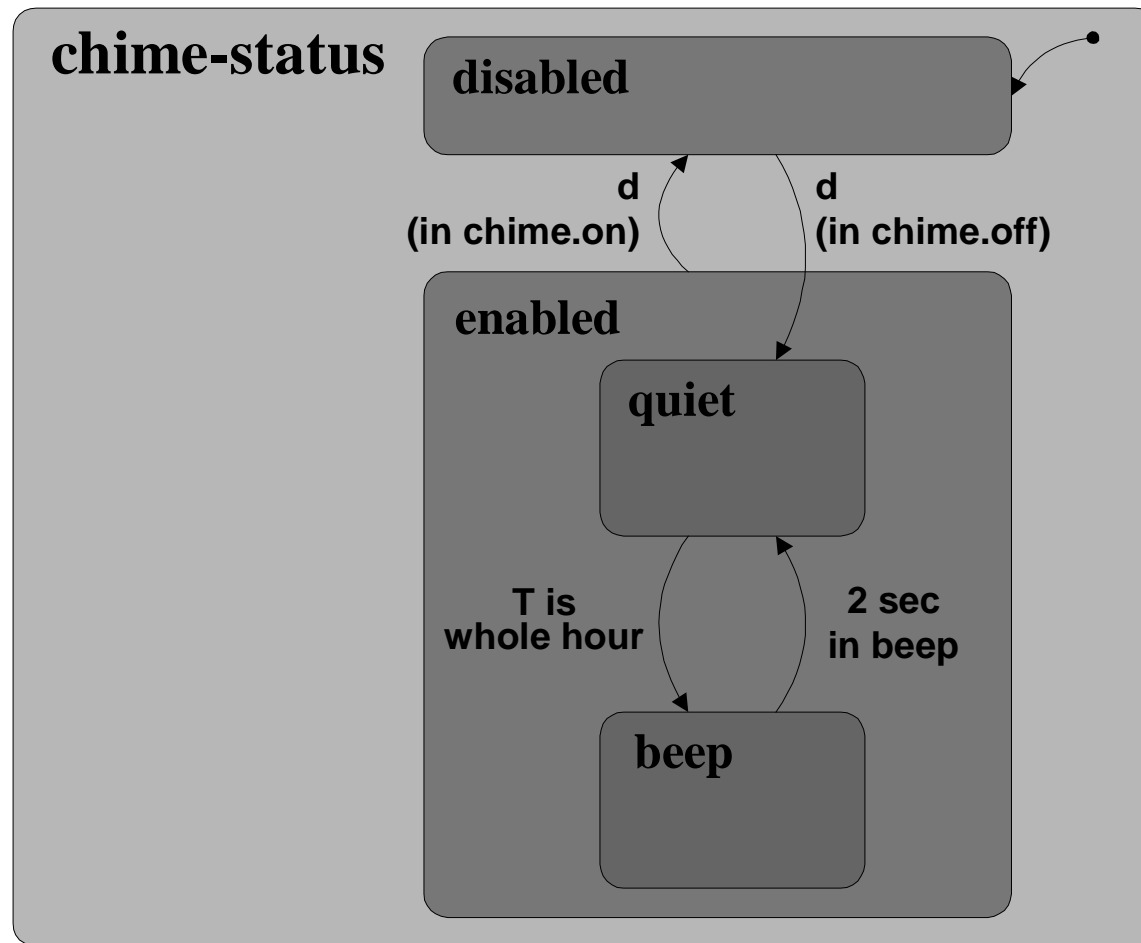 chime-status
disabled
d
(in chime.on)
d
(in chime.off)
enabled
quiet
T is
whole hour
2 sec
in beep
beep